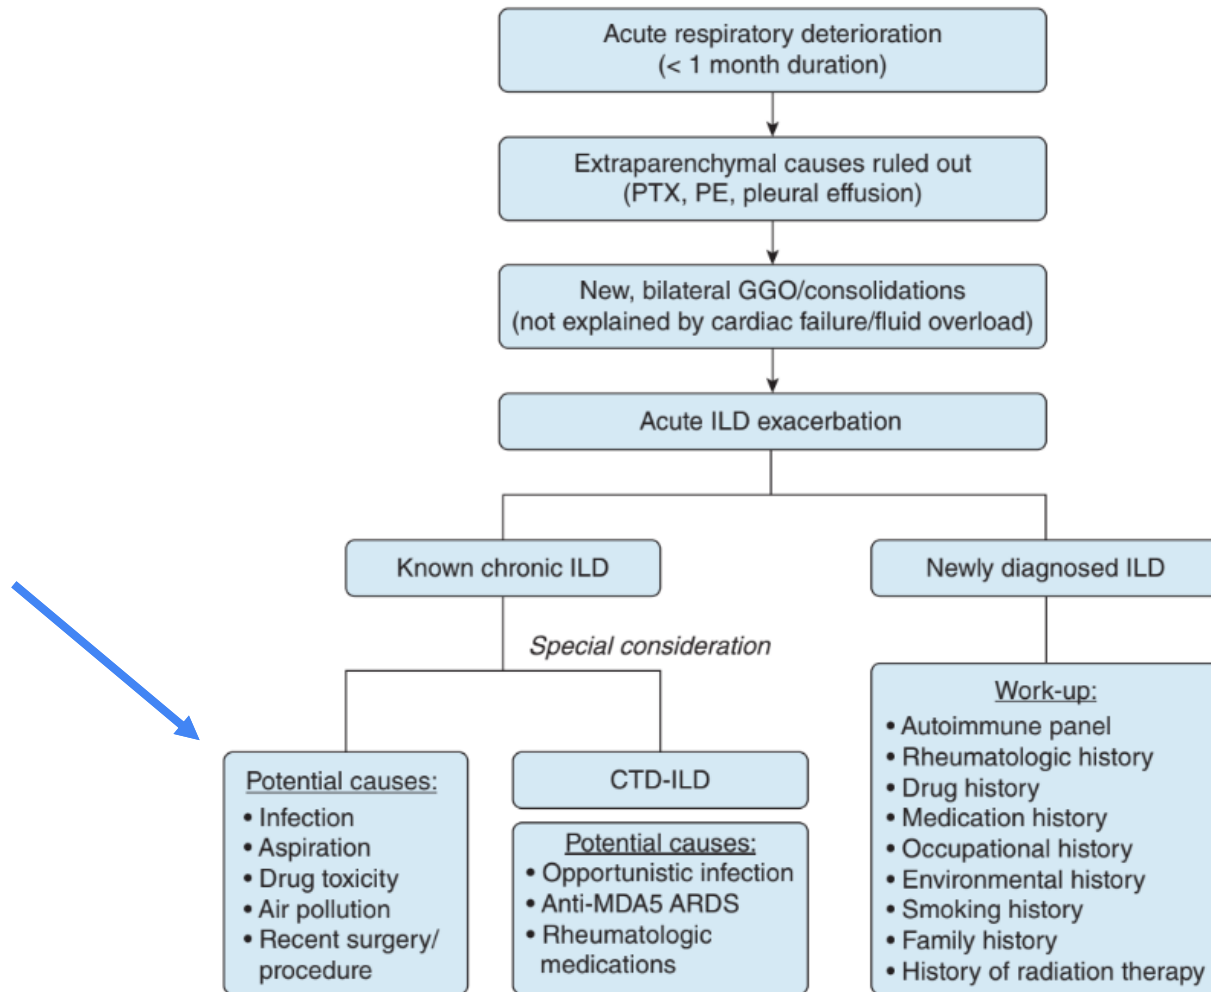 Acute respiratory deterioration
(< 1 month duration)
Extraparenchymal causes ruled out
(PTX, PE, pleural effusion)
New, bilateral GGO/consolidations
(not explained by cardiac failure/fluid overload)
Acute ILD exacerbation
Known chronic ILD
Newly diagnosed ILD
Special consideration
Potential causes:
• Infection
• Aspiration
• Drug toxicity
• Air pollution
• Recent surgery/
procedure
CTD-ILD
Potential causes:
• Opportunistic infection
• Anti-MDA5 ARDS
• Rheumatologic
medications
Work-up:
• Autoimmune panel
• Rheumatologic history
• Drug history
• Medication history
• Occupational history
• Environmental history
• Smoking history
• Family history
• History of radiation therapy